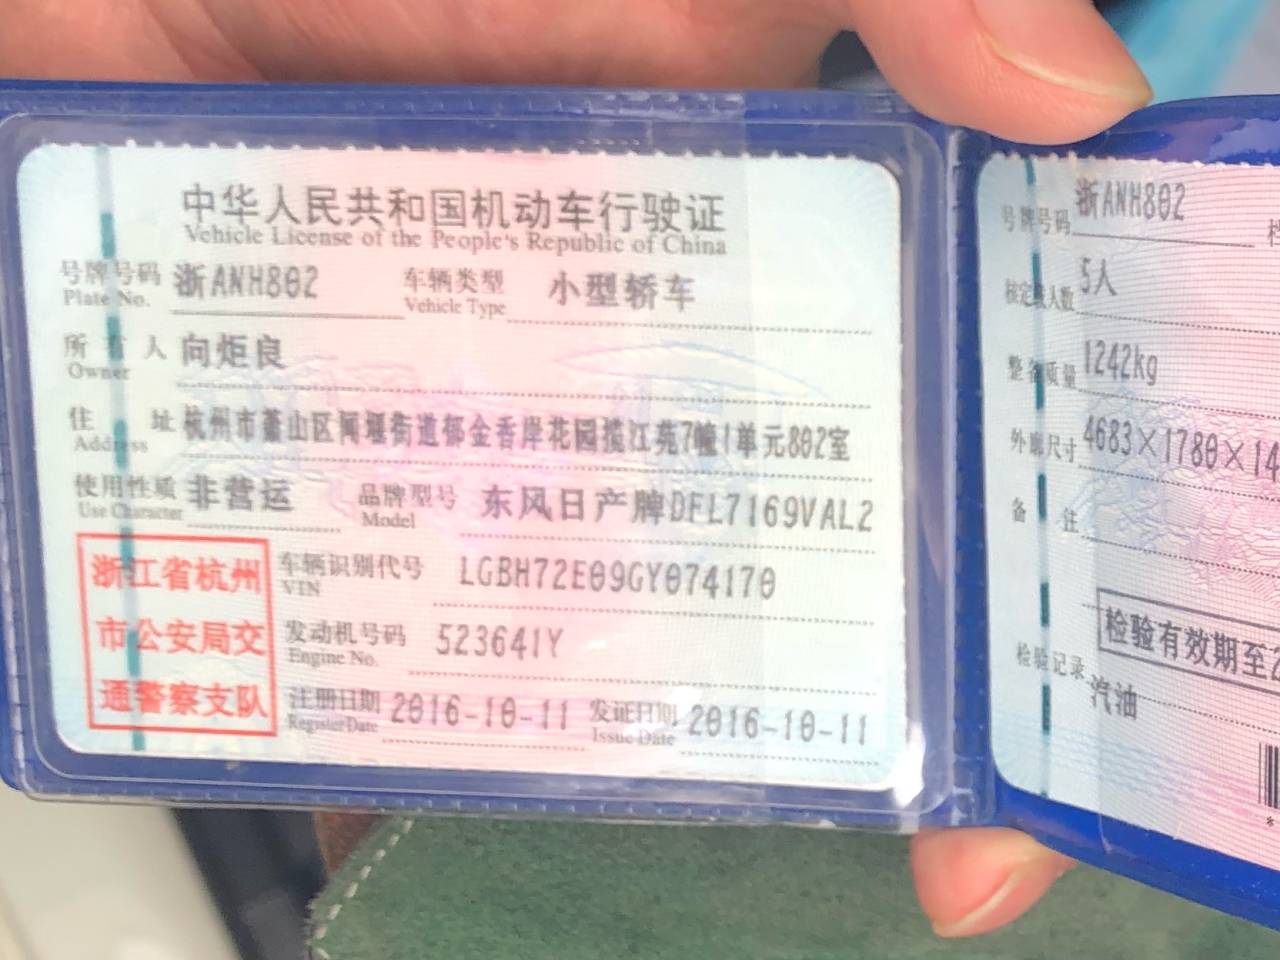 中华人民共和国机动车行驶证
Vehicle License of the People's Republic of China
号牌号码 浙ANH802 车辆类型 小型轿车
Plate No. Vehicle Type
所有人 向炬良
Owner
住址 杭州市萧山区闻堰街道郁金香岸花园揽江苑7幢1单元802室
Address
使用性质 非营运 品牌型号 东风日产牌DFL7169VAL2
Use Character Model
浙江省杭州
市公安局交
通警察支队
车辆识别代号 LGBH72E09GY074170
VIN
发动机号码 523641Y
Engine No.
注册日期 2016-10-11 发证日期 2016-10-11
Register Date Issue Date
号牌号码 浙ANH802
核定载人数 5人
整备质量 1242kg
外廓尺寸 4683×1780×14
备注
检验有效期至2
检验记录
汽油
*